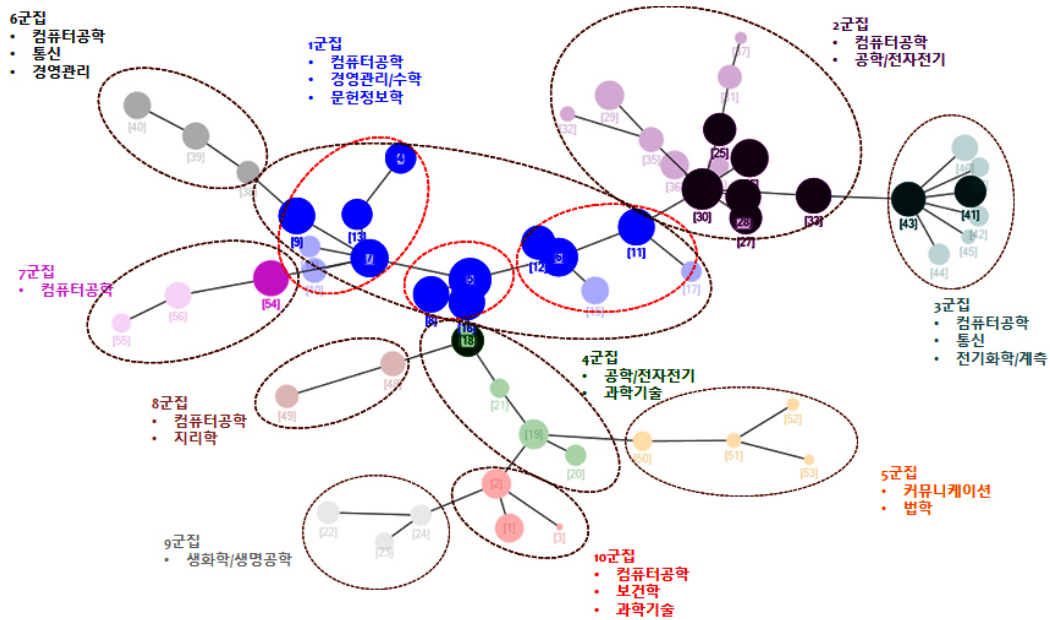 6군집
• 컴퓨터공학
• 통신
• 경영관리
1군집
• 컴퓨터공학
• 경영관리/수학
• 문헌정보학
2군집
• 컴퓨터공학
• 공학/전자전기
[40]
[39]
[4]
[13]
[9]
[7]
[10]
[29]
[32]
[35]
[25]
[30]
[28]
[27]
[33]
[43]
[41]
[42]
[45]
[44]
[12]
[6]
[11]
[17]
[16]
[18]
7군집
• 컴퓨터공학
[54]
[56]
[55]
3군집
• 컴퓨터공학
• 통신
• 전기화학/계측
4군집
• 공학/전자전기
• 과학기술
[48]
[49]
[21]
[19]
[20]
8군집
• 컴퓨터공학
• 지리학
[50]
[51]
[52]
[53]
5군집
• 커뮤니케이션
• 법학
[2]
[1]
[3]
[22]
[23]
[24]
9군집
• 생화학/생명공학
10군집
• 컴퓨터공학
• 보건학
• 과학기술